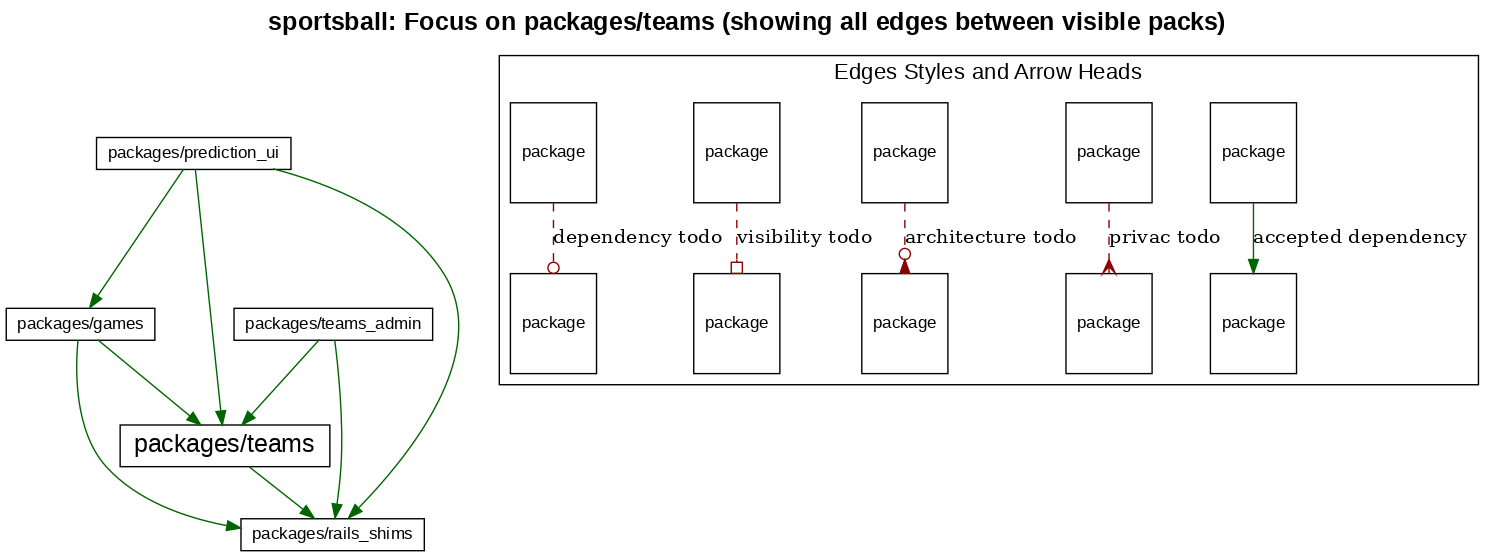 sportsball: Focus on packages/teams (showing all edges between visible packs)
Edges Styles and Arrow Heads
package package package package package
packages/prediction_ui
dependency todo visibility todo architecture todo privac todo accepted dependency
packages/games packages/teams_admin
package package package package package
packages/teams
packages/rails_shims